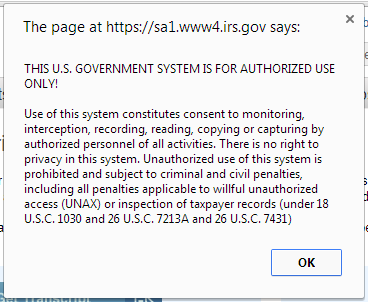 The page at https://sa1.www4.irs.gov says:
THIS U.S. GOVERNMENT SYSTEM IS FOR AUTHORIZED USE
ONLY!
Use of this system constitutes consent to monitoring,
interception, recording, reading, copying or capturing by
authorized personnel of all activities. There is no right to
privacy in this system. Unauthorized use of this system is
prohibited and subject to criminal and civil penalties,
including all penalties applicable to willful unauthorized
access (UNAX) or inspection of taxpayer records (under 18
U.S.C. 1030 and 26 U.S.C. 7213A and 26 U.S.C. 7431)
OK